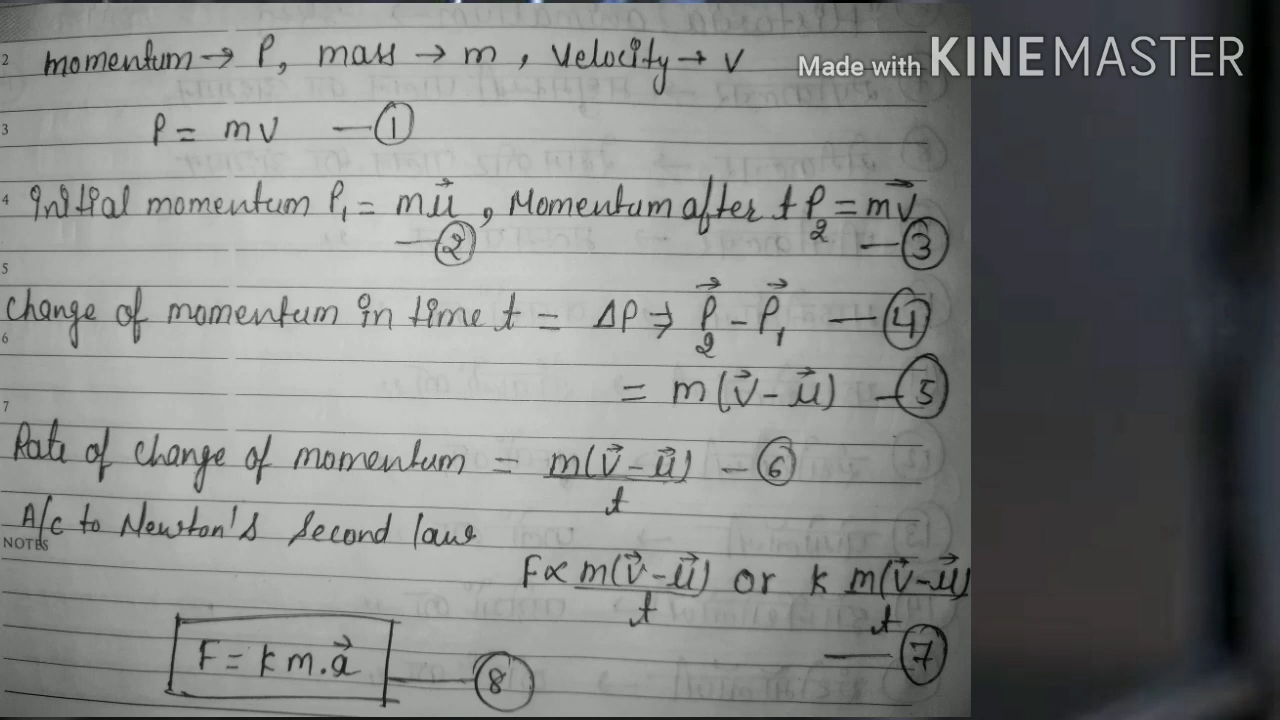 Made with KINEMASTER
2 momentum → P, mass → m, Velocity → v
3 P = mv —①
4 Initial momentum P₁ = mu⃗, Momentum after t P₂ = mv⃗
—② —③
5
Change of momentum in time t = ΔP ⇒ P⃗₂ - P⃗₁ —④
6
= m(v⃗ - u⃗) —⑤
7
Rate of change of momentum = m(v⃗ - u⃗)/t —⑥
A/c to Newton's Second law
NOTES
F ∝ m(v⃗ - u⃗)/t or k m(v⃗ - u⃗)/t
—⑦
F = k m.a⃗ —⑧